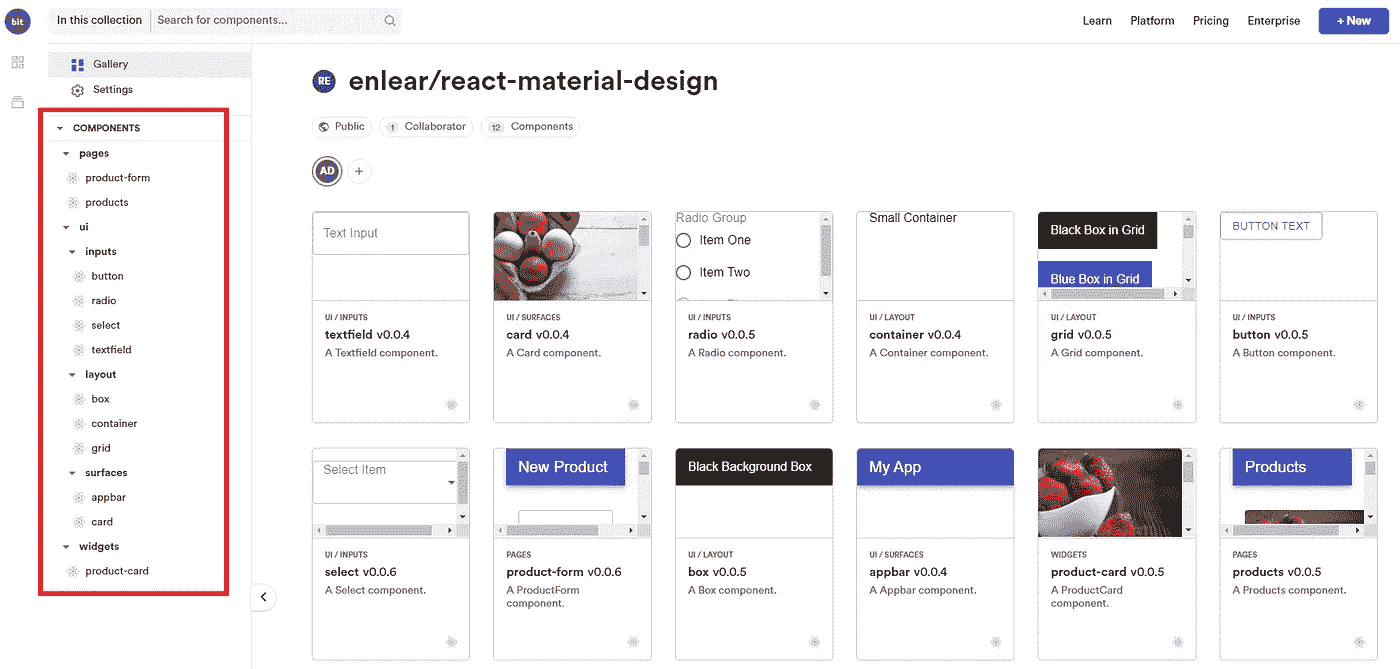 bit
In this collection
Search for components...
Learn
Platform
Pricing
Enterprise
+ New
Gallery
Settings
COMPONENTS
pages
product-form
products
ui
inputs
button
radio
select
textfield
layout
box
container
grid
surfaces
appbar
card
widgets
product-card
RE
enlear/react-material-design
Public
1 Collaborator
12 Components
AD
+
Text Input
UI / INPUTS
textfield v0.0.4
A Textfield component.
UI / SURFACES
card v0.0.4
A Card component.
Radio Group
Item One
Item Two
UI / INPUTS
radio v0.0.5
A Radio component.
Small Container
UI / LAYOUT
container v0.0.4
A Container component.
Black Box in Grid
Blue Box in Grid
UI / LAYOUT
grid v0.0.5
A Grid component.
BUTTON TEXT
UI / INPUTS
button v0.0.5
A Button component.
Select Item
UI / INPUTS
select v0.0.6
A Select component.
New Product
PAGES
product-form v0.0.6
A ProductForm
component.
Black Background Box
UI / LAYOUT
box v0.0.5
A Box component.
My App
UI / SURFACES
appbar v0.0.4
A Appbar component.
WIDGETS
product-card v0.0.5
A ProductCard
component.
Products
PAGES
products v0.0.5
A Products component.